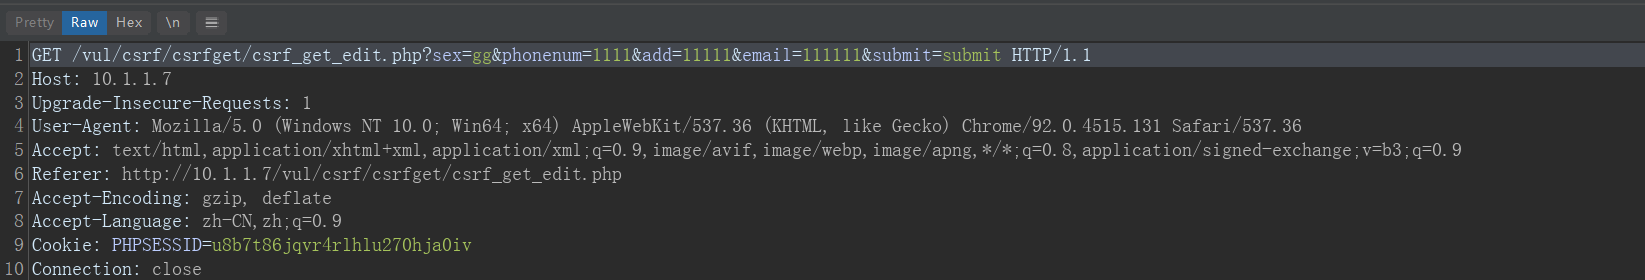 Pretty Raw Hex \n
1 GET /vul/csrf/csrfget/csrf_get_edit.php?sex=gg&phonenum=1111&add=11111&email=111111&submit=submit HTTP/1.1
2 Host: 10.1.1.7
3 Upgrade-Insecure-Requests: 1
4 User-Agent: Mozilla/5.0 (Windows NT 10.0; Win64; x64) AppleWebKit/537.36 (KHTML, like Gecko) Chrome/92.0.4515.131 Safari/537.36
5 Accept: text/html,application/xhtml+xml,application/xml;q=0.9,image/avif,image/webp,image/apng,*/*;q=0.8,application/signed-exchange;v=b3;q=0.9
6 Referer: http://10.1.1.7/vul/csrf/csrfget/csrf_get_edit.php
7 Accept-Encoding: gzip, deflate
8 Accept-Language: zh-CN,zh;q=0.9
9 Cookie: PHPSESSID=u8b7t86jqvr4rlhlu270hja0iv
10 Connection: close